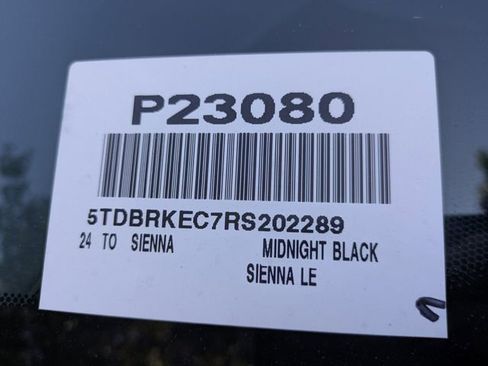 P23080
5TDBRKEC7RS202289
24 TO SIENNA MIDNIGHT BLACK
SIENNA LE